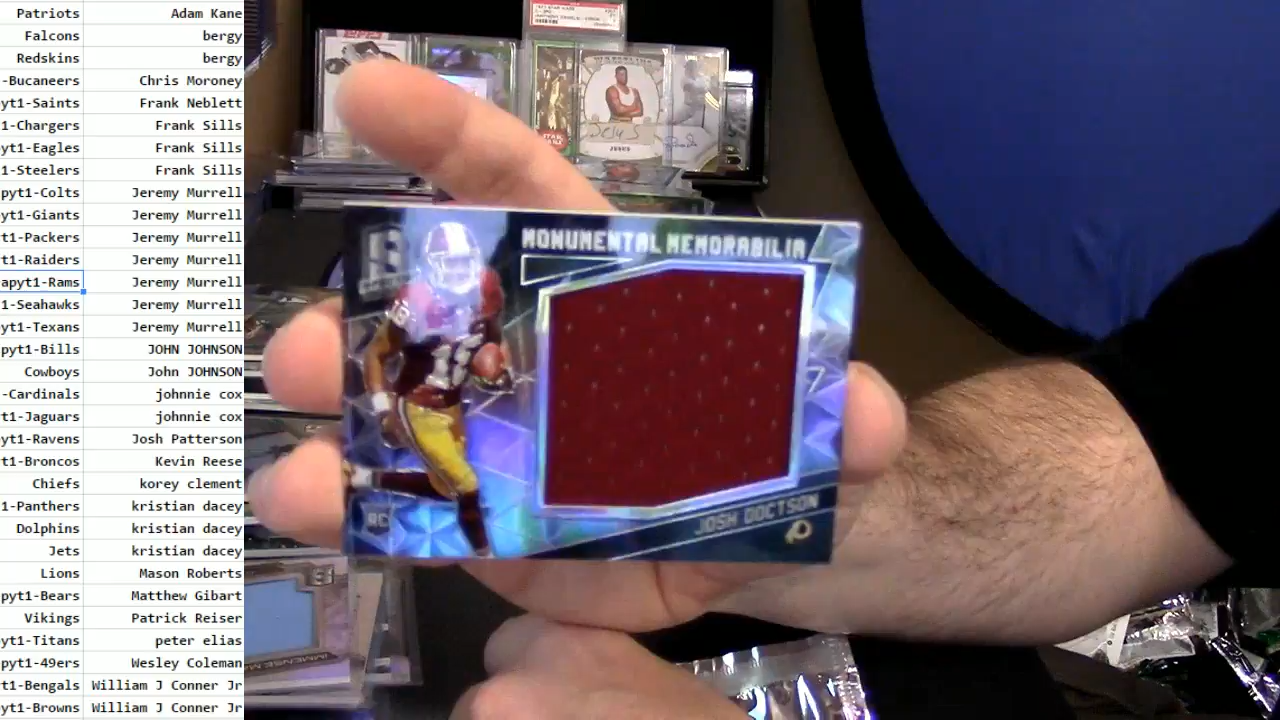 Patriots Adam Kane
Falcons bergy
Redskins bergy
-Bucaneers Chris Moroney
pyt1-Saints Frank Neblett
1-Chargers Frank Sills
pyt1-Eagles Frank Sills
1-Steelers Frank Sills
apyt1-Colts Jeremy Murrell
yt1-Giants Jeremy Murrell
t1-Packers Jeremy Murrell
t1-Raiders Jeremy Murrell
apyt1-Rams Jeremy Murrell
1-Seahawks Jeremy Murrell
yt1-Texans Jeremy Murrell
pyt1-Bills JOHN JOHNSON
Cowboys John JOHNSON
-Cardinals johnnie cox
t1-Jaguars johnnie cox
yt1-Ravens Josh Patterson
t1-Broncos Kevin Reese
Chiefs korey clement
1-Panthers kristian dacey
Dolphins kristian dacey
Jets kristian dacey
Lions Mason Roberts
pyt1-Bears Matthew Gibart
Vikings Patrick Reiser
pyt1-Titans peter elias
pyt1-49ers Wesley Coleman
t1-Bengals William J Conner Jr
pyt1-Browns William J Conner Jr
MONUMENTAL MEMORABILIA
18
RC
JOSH DOCTSON